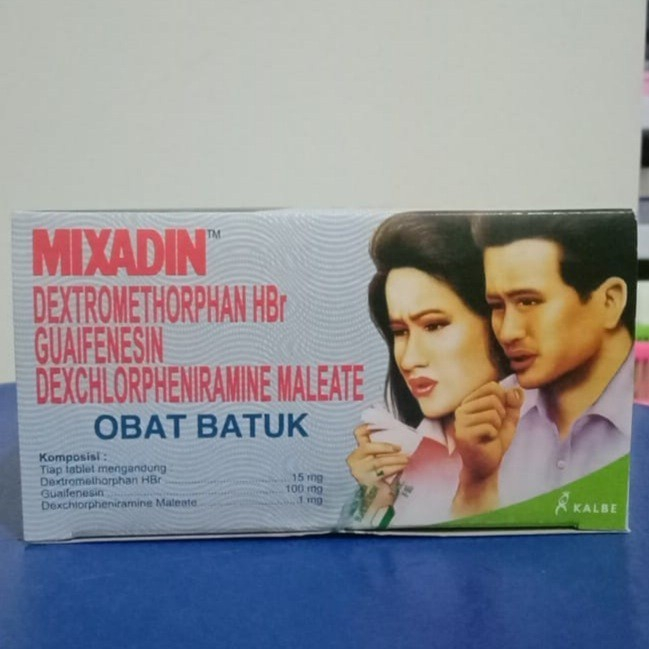 MIXADIN™
DEXTROMETHORPHAN HBr
GUAIFENESIN
DEXCHLORPHENIRAMINE MALEATE
OBAT BATUK
Komposisi :
Tiap tablet mengandung
Dextromethorphan HBr 15 mg
Guaifenesin 100 mg
Dexchlorpheniramine Maleate 1 mg
KALBE